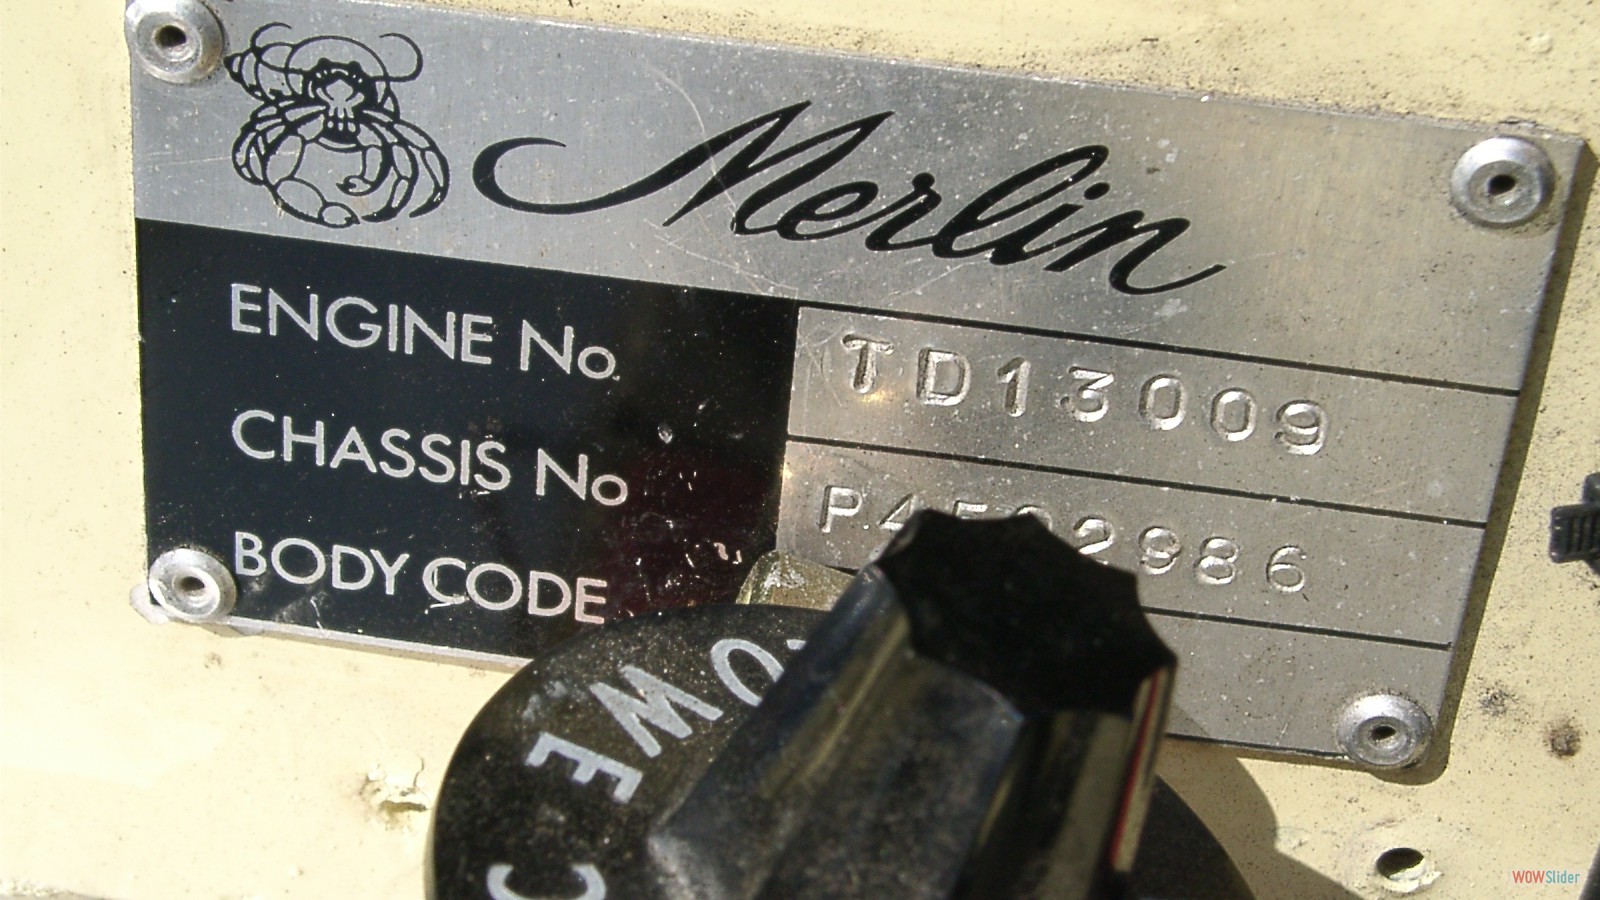 Merlin
ENGINE No. TD13009
CHASSIS No
BODY CODE
WOWSlider